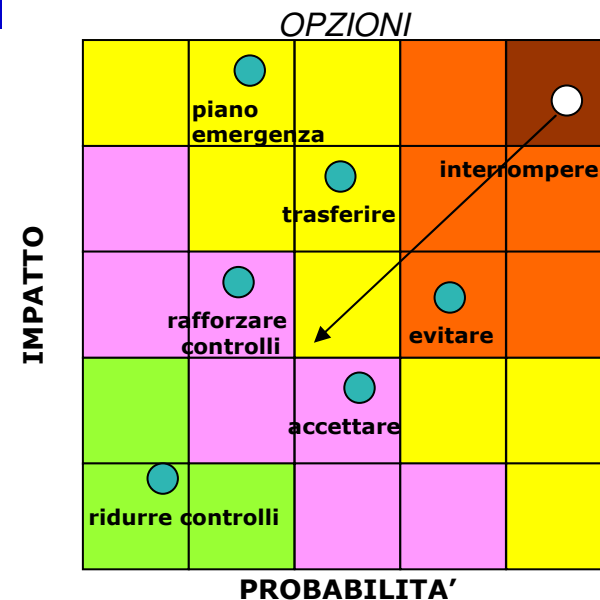 OPZIONI
piano
emergenza
interrompere
trasferire
IMPATTO
rafforzare
controlli
evitare
accettare
ridurre controlli
PROBABILITA’